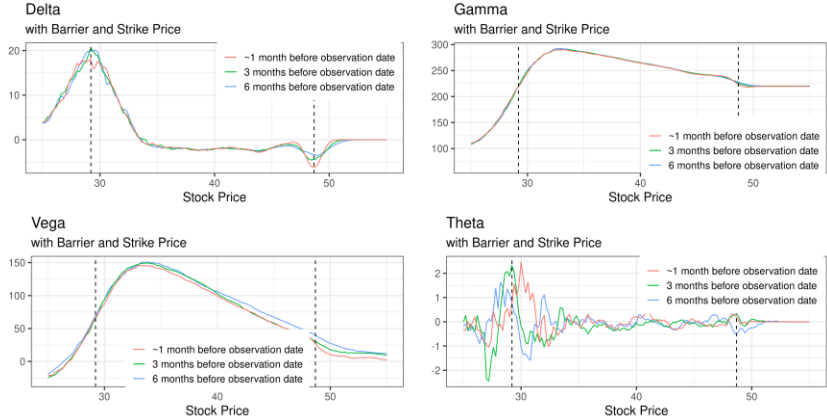 Delta
with Barrier and Strike Price
20
10
0
~1 month before observation date
3 months before observation date
6 months before observation date
30
40
50
Stock Price
Gamma
with Barrier and Strike Price
300
250
200
150
100
~1 month before observation date
3 months before observation date
6 months before observation date
30
40
50
Stock Price
Vega
with Barrier and Strike Price
150
100
50
0
~1 month before observation date
3 months before observation date
6 months before observation date
30
40
50
Stock Price
Theta
with Barrier and Strike Price
2
1
0
-1
-2
~1 month before observation date
3 months before observation date
6 months before observation date
30
40
50
Stock Price